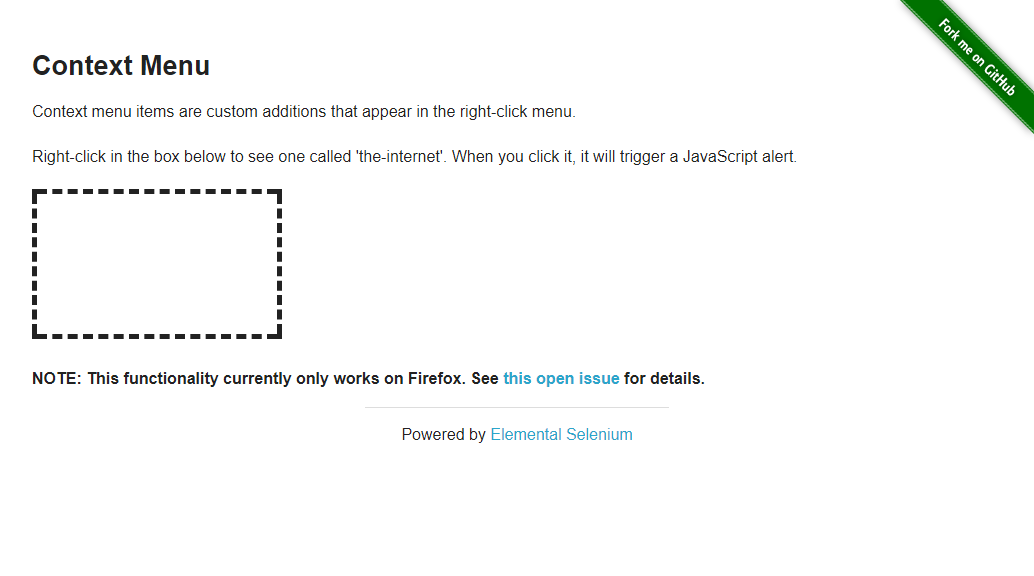 Fork me on GitHub
Context Menu
Context menu items are custom additions that appear in the right-click menu.
Right-click in the box below to see one called 'the-internet'. When you click it, it will trigger a JavaScript alert.
NOTE: This functionality currently only works on Firefox. See this open issue for details.
Powered by Elemental Selenium